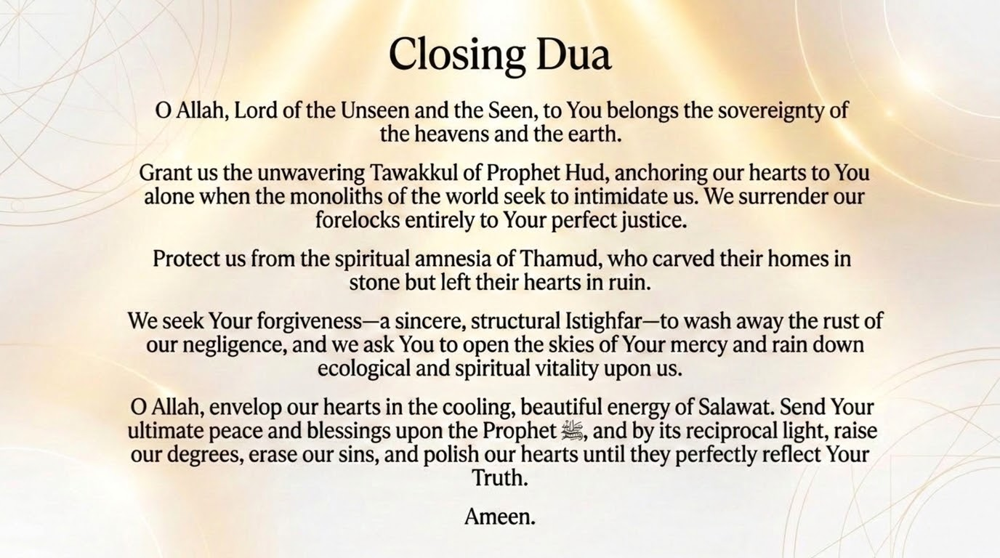 Closing Dua
O Allah, Lord of the Unseen and the Seen, to You belongs the sovereignty of
the heavens and the earth.
Grant us the unwavering Tawakkul of Prophet Hud, anchoring our hearts to You
alone when the monoliths of the world seek to intimidate us. We surrender our
forelocks entirely to Your perfect justice.
Protect us from the spiritual amnesia of Thamud, who carved their homes in
stone but left their hearts in ruin.
We seek Your forgiveness—a sincere, structural Istighfar—to wash away the rust of
our negligence, and we ask You to open the skies of Your mercy and rain down
ecological and spiritual vitality upon us.
O Allah, envelop our hearts in the cooling, beautiful energy of Salawat. Send Your
ultimate peace and blessings upon the Prophet ﷺ, and by its reciprocal light, raise
our degrees, erase our sins, and polish our hearts until they perfectly reflect Your
Truth.
Ameen.